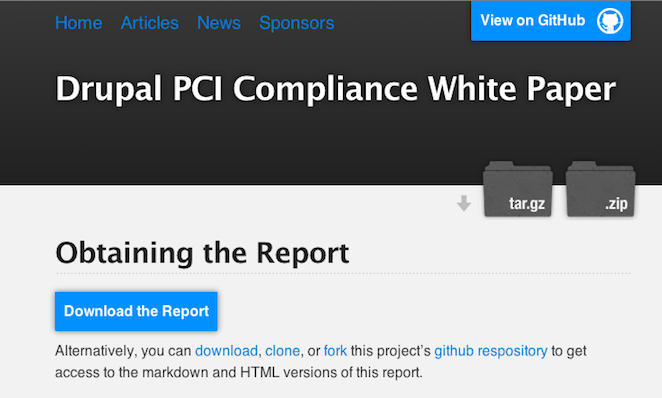 Home Articles News Sponsors
View on GitHub
Drupal PCI Compliance White Paper
tar.gz .zip
Obtaining the Report
Download the Report
Alternatively, you can download, clone, or fork this project's github respository to get
access to the markdown and HTML versions of this report.